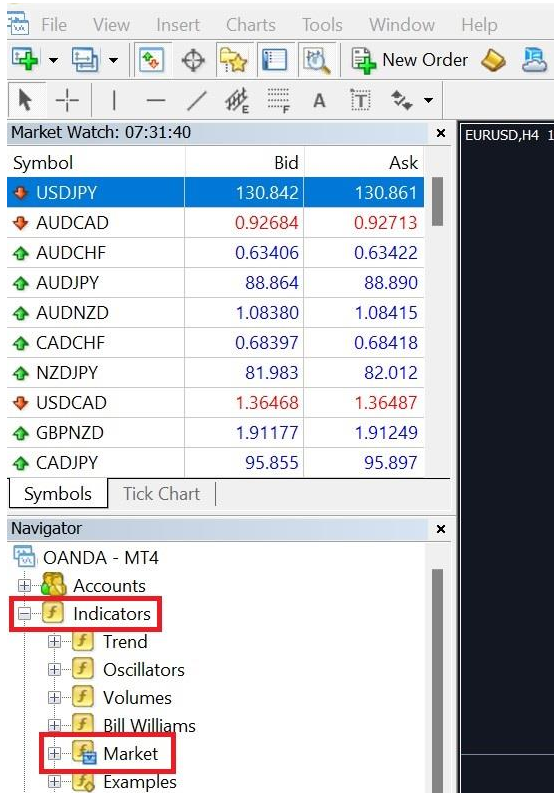 File View Insert Charts Tools Window Help
New Order
E F A T
Market Watch: 07:31:40
EURUSD,H4 1
Symbol Bid Ask
USDJPY 130.842 130.861
AUDCAD 0.92684 0.92713
AUDCHF 0.63406 0.63422
AUDJPY 88.864 88.890
AUDNZD 1.08380 1.08415
CADCHF 0.68397 0.68418
NZDJPY 81.983 82.012
USDCAD 1.36468 1.36487
GBPNZD 1.91177 1.91249
CADJPY 95.855 95.897
Symbols Tick Chart
Navigator
OANDA - MT4
Accounts
Indicators
Trend
Oscillators
Volumes
Bill Williams
Market
Examples